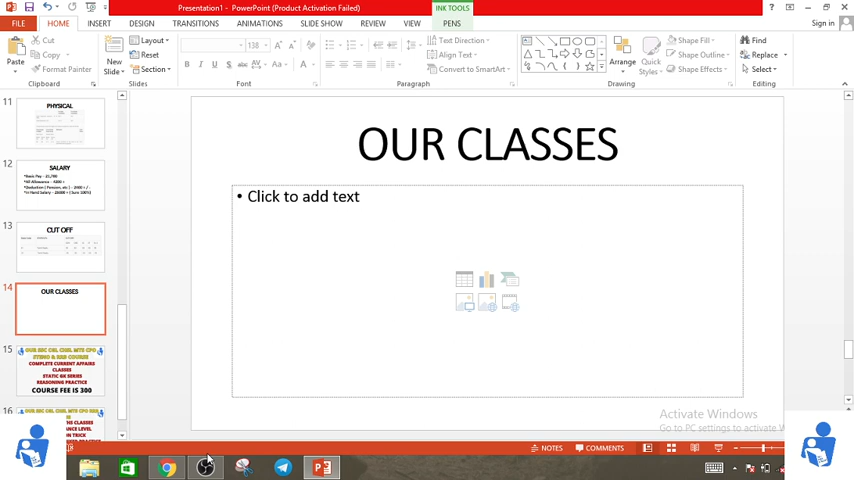 INK TOOLS
Presentation1 - PowerPoint (Product Activation Failed)
FILE HOME INSERT DESIGN TRANSITIONS ANIMATIONS SLIDE SHOW REVIEW VIEW PENS
Sign in
Paste
Cut
Copy
Format Painter
Clipboard
New
Slide
Layout
Reset
Section
Slides
138
B I U S abc AV Aa A
Font
Text Direction
Align Text
Convert to SmartArt
Paragraph
Arrange
Quick
Styles
Shape Fill
Shape Outline
Shape Effects
Drawing
Find
Replace
Select
Editing
11
PHYSICAL
12
SALARY
13
CUT OFF
14
OUR CLASSES
15
COMPLETE CURRENT AFFAIRS
CLASSES
STATIC GK SERIES
REASONING PRACTICE
COURSE FEE IS 300
16
OUR CLASSES
• Click to add text
Activate Windows
Go to PC settings to activate W
NOTES COMMENTS